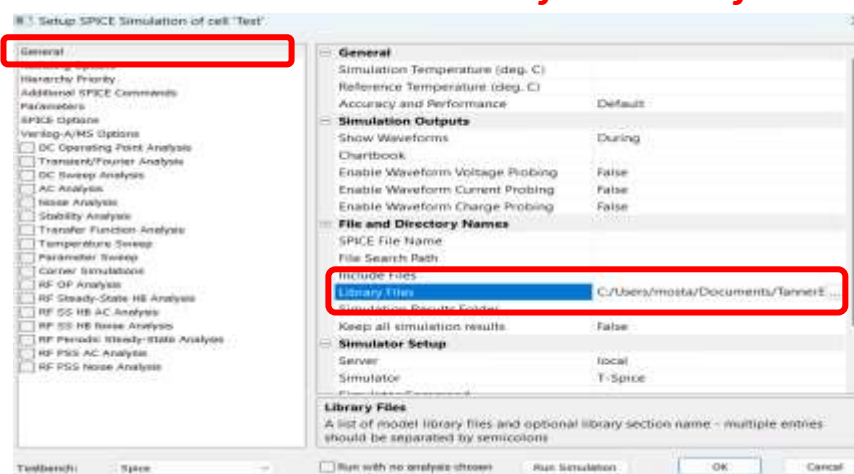 Setup SPICE Simulation of cell 'Test'
General
Hierarchy Priority
Additional SPICE Commands
Parameters
SPICE Options
Verilog-A/MS Options
DC Operating Point Analysis
Transient/Fourier Analysis
DC Sweep Analysis
AC Analysis
Noise Analysis
Stability Analysis
Transfer Function Analysis
Temperature Sweep
Parameter Sweep
Corner Simulations
RF OP Analysis
RF Steady-State HB Analysis
RF SS HB AC Analysis
RF SS HB Noise Analysis
RF Periodic Steady-State Analysis
RF PSS AC Analysis
RF PSS Noise Analysis
General
Simulation Temperature (deg. C)
Reference Temperature (deg. C)
Accuracy and Performance Default
Simulation Outputs
Show Waveforms During
Chartbook
Enable Waveform Voltage Probing False
Enable Waveform Current Probing False
Enable Waveform Charge Probing False
File and Directory Names
SPICE File Name
File Search Path
Include Files
Library Files C:/Users/mosta/Documents/TannerE...
Simulation Results Folder
Keep all simulation results False
Simulator Setup
Server local
Simulator T-Spice
Library Files
A list of model library files and optional library section name - multiple entries
should be separated by semicolons
Testbench: Spice Run with no analysis chosen Run Simulation OK Cancel